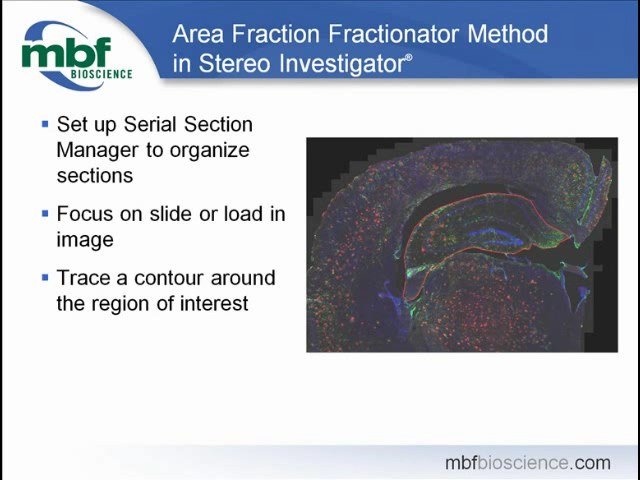 mbf
BIOSCIENCE
Area Fraction Fractionator Method
in Stereo Investigator®
Set up Serial Section
Manager to organize
sections
Focus on slide or load in
image
Trace a contour around
the region of interest
mbfbioscience.com